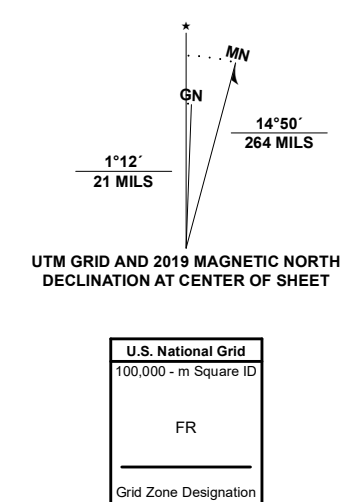 ★
MN
GN
14°50´
264 MILS
1°12´
21 MILS
UTM GRID AND 2019 MAGNETIC NORTH
DECLINATION AT CENTER OF SHEET
U.S. National Grid
100,000 - m Square ID
FR
Grid Zone Designation